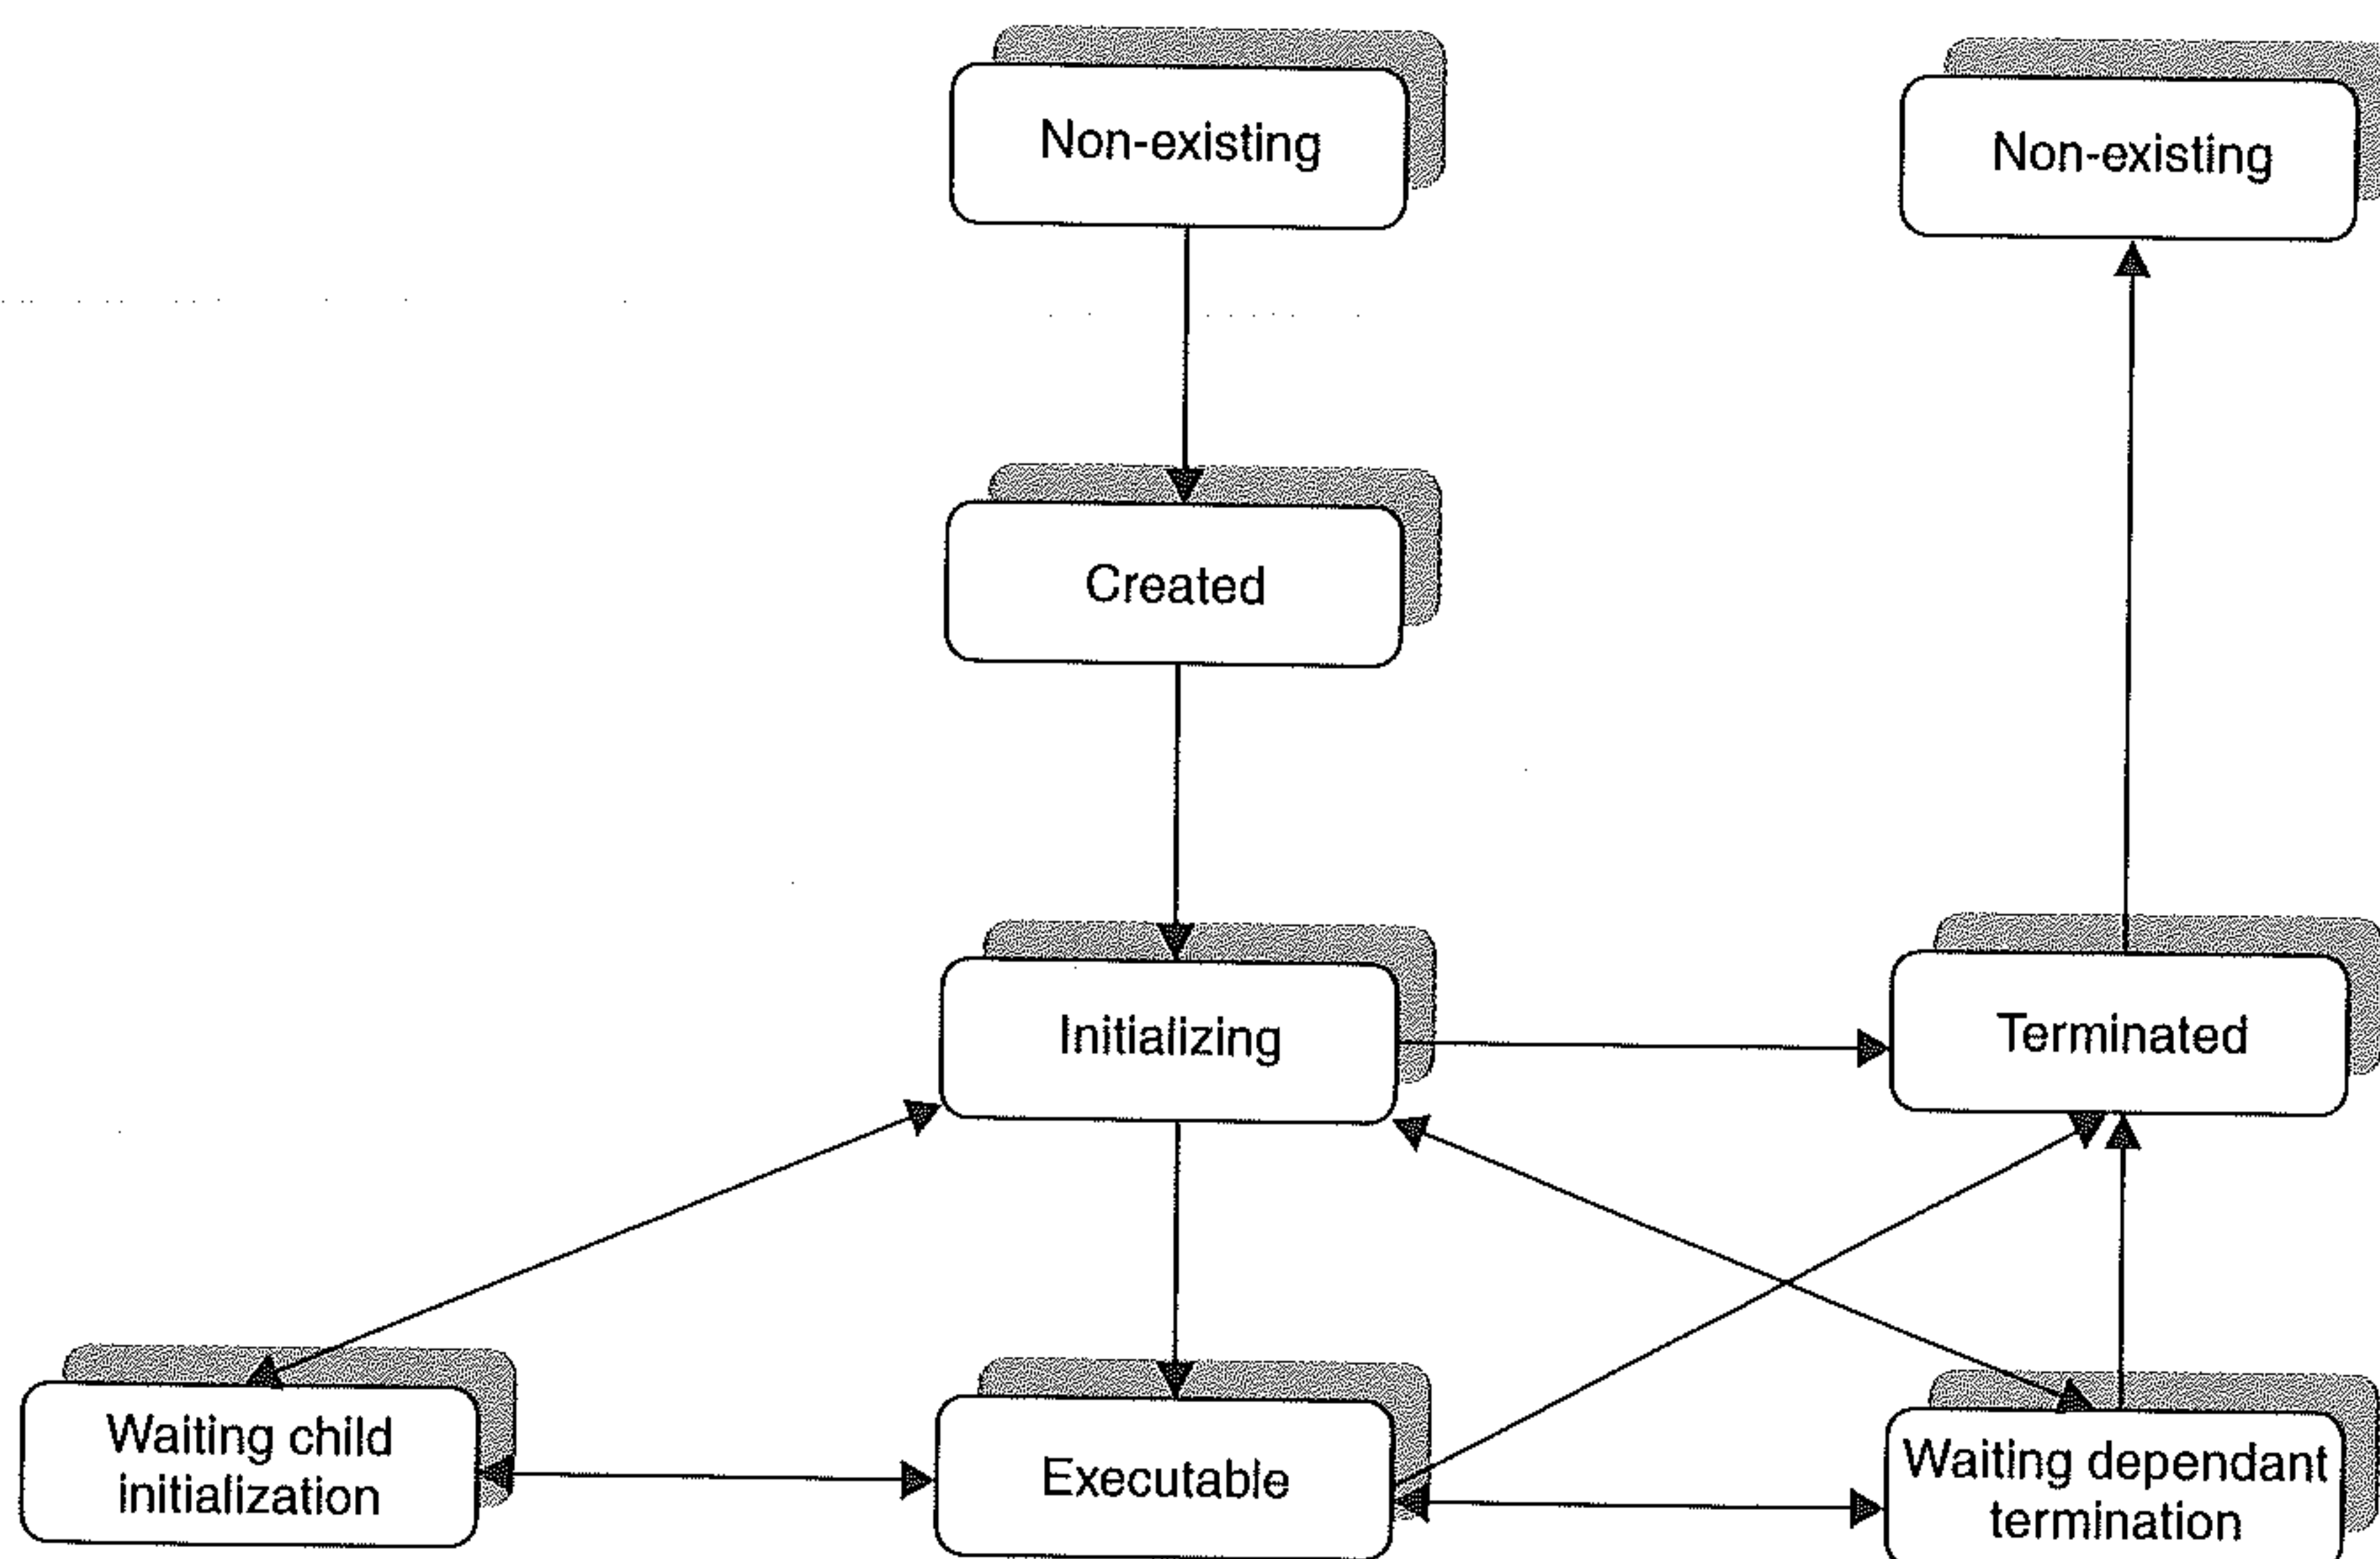 Non-existing
Non-existing
Created
Initializing
Terminated
Waiting child
initialization
Executable
Waiting dependant
termination